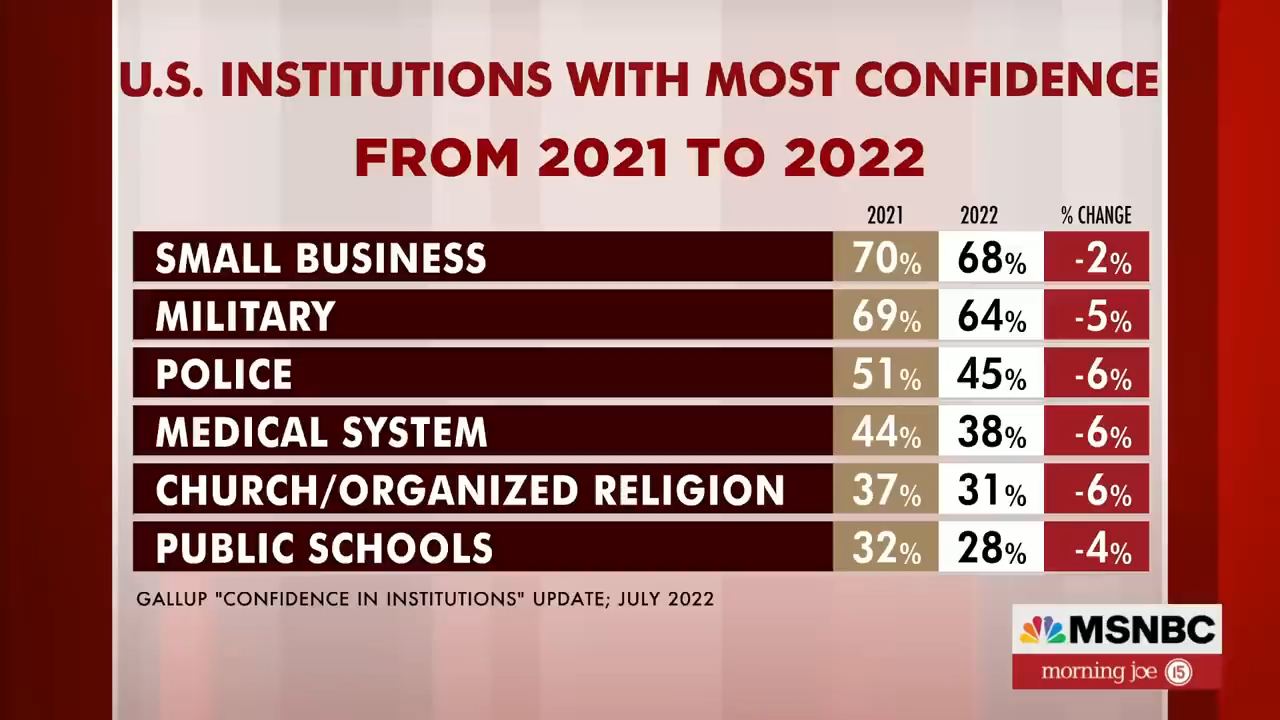 U.S. INSTITUTIONS WITH MOST CONFIDENCE
FROM 2021 TO 2022
2021 2022 % CHANGE
SMALL BUSINESS 70% 68% -2%
MILITARY 69% 64% -5%
POLICE 51% 45% -6%
MEDICAL SYSTEM 44% 38% -6%
CHURCH/ORGANIZED RELIGION 37% 31% -6%
PUBLIC SCHOOLS 32% 28% -4%
GALLUP "CONFIDENCE IN INSTITUTIONS" UPDATE; JULY 2022
MSNBC
morning joe 15